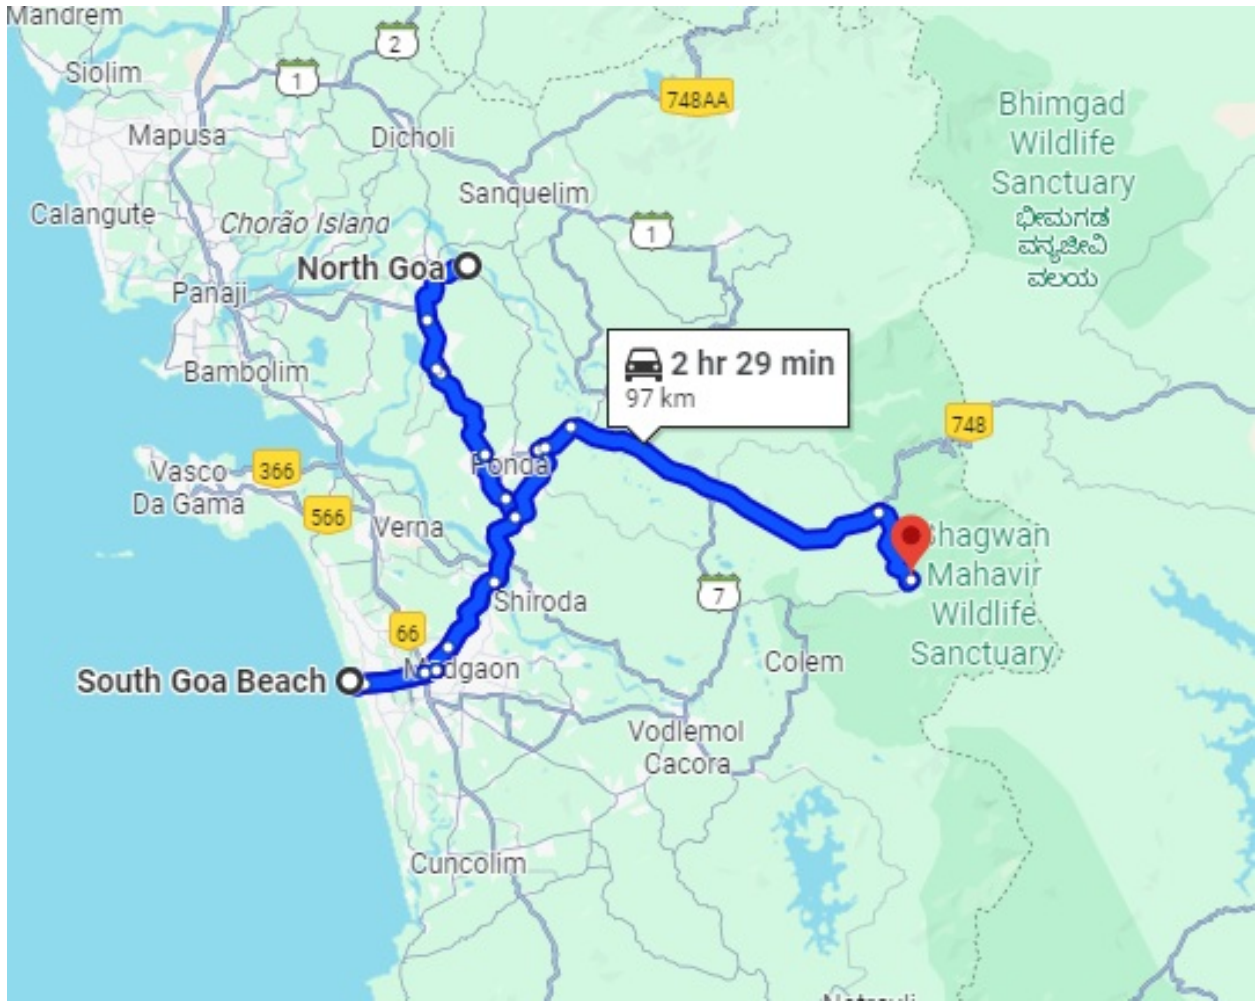 Mandrem
2
Siolim
1
748AA
Mapusa
Dicholi
Bhimgad
Wildlife
Sanctuary
ಭೀಮಗಡ
ವನ್ಯಜೀವಿ
ವಲಯ
Sanquelim
Calangute
Chorão Island
1
North Goa
Panaji
2 hr 29 min
97 km
Bambolim
748
Ponda
Vasco
Da Gama
366
566
Verna
Bhagwan
Mahavir
Wildlife
Sanctuary
7
Shiroda
66
Madgaon
Colem
South Goa Beach
Vodlemol
Cacora
Cuncolim